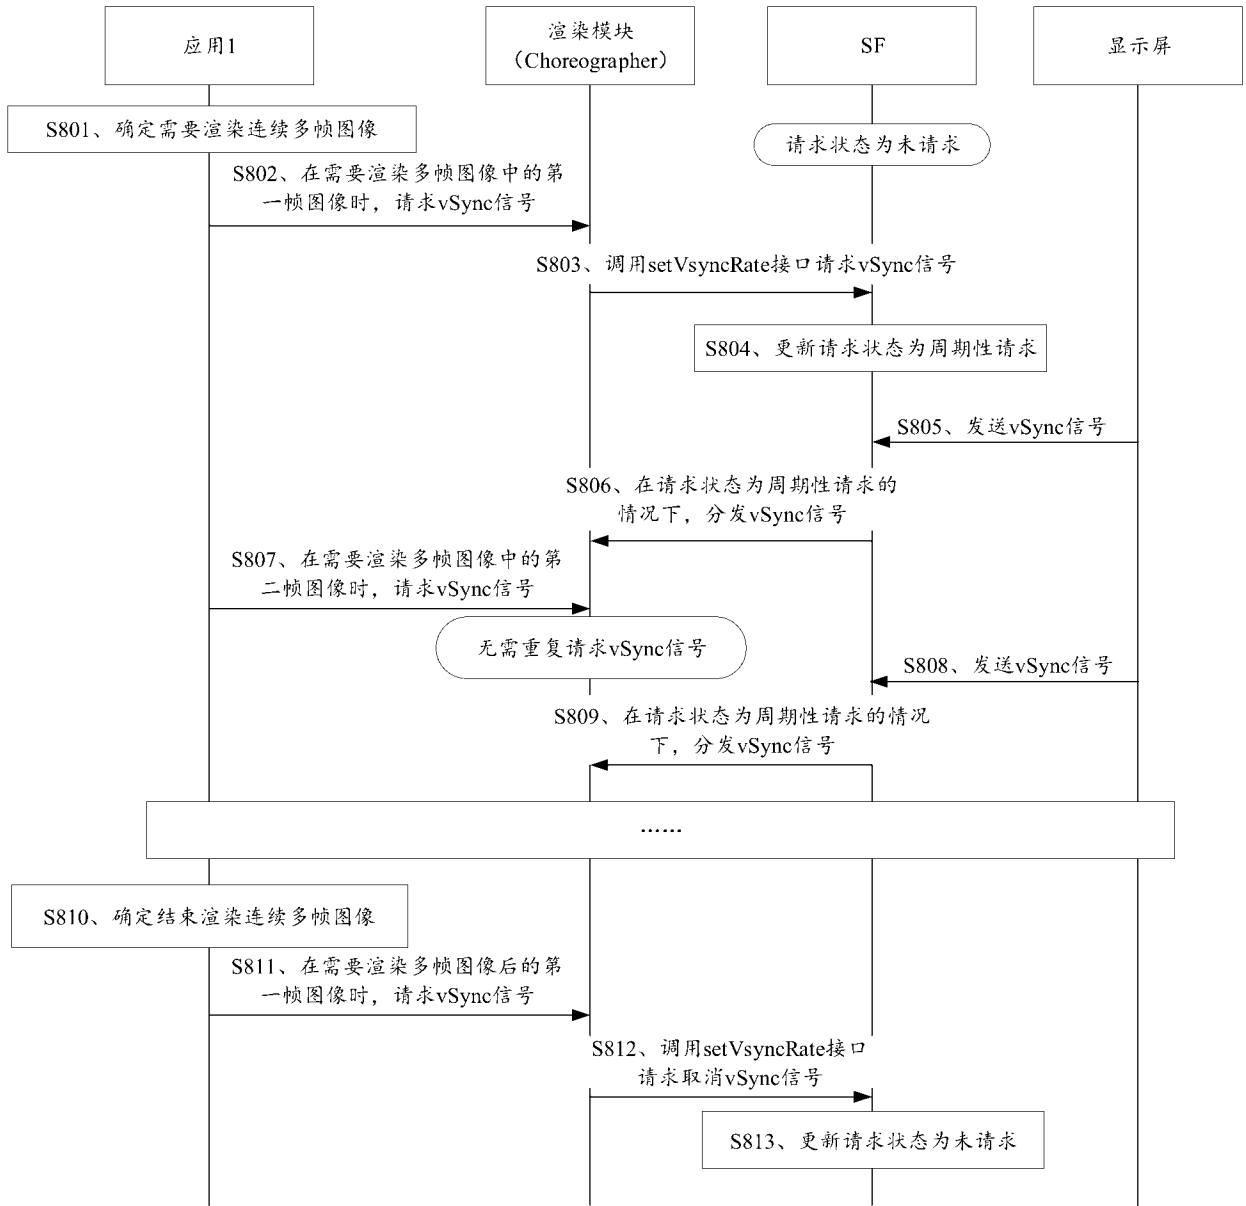 应用1
渲染模块
（Choreographer）
SF
显示屏
S801、确定需要渲染连续多帧图像
请求状态为未请求
S802、在需要渲染多帧图像中的第
一帧图像时，请求vSync信号
S803、调用setVsyncRate接口请求vSync信号
S804、更新请求状态为周期性请求
S805、发送vSync信号
S806、在请求状态为周期性请求的
情况下，分发vSync信号
S807、在需要渲染多帧图像中的第
二帧图像时，请求vSync信号
无需重复请求vSync信号
S808、发送vSync信号
S809、在请求状态为周期性请求的情况
下，分发vSync信号
……
S810、确定结束渲染连续多帧图像
S811、在需要渲染多帧图像后的第
一帧图像时，请求vSync信号
S812、调用setVsyncRate接口
请求取消vSync信号
S813、更新请求状态为未请求